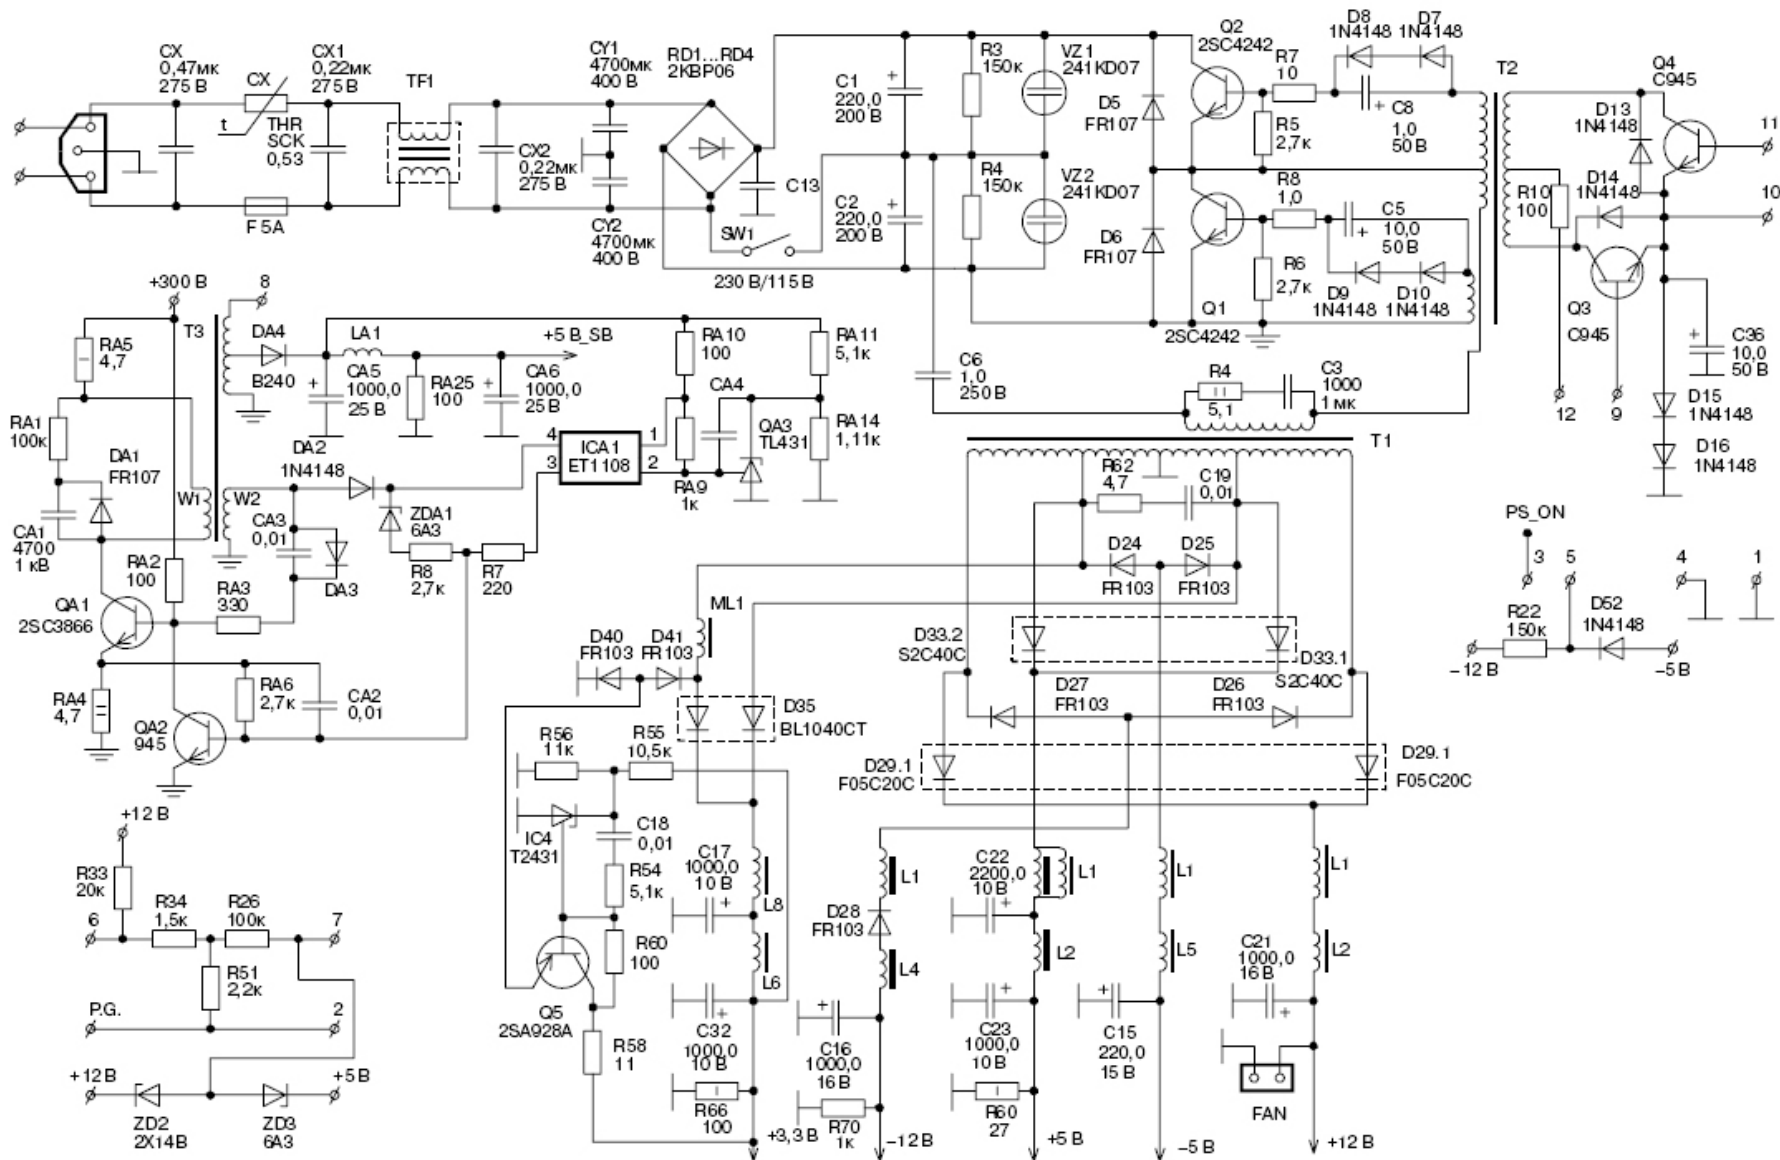 CX
0,47мк
275 В
CX
t
THR
SCK
0,53
CX1
0,22мк
275 В
F 5A
TF1
CX2
0,22мк
275 В
CY1
4700мк
400 В
CY2
4700мк
400 В
RD1...RD4
2KBP06
C13
SW1
230 В/115 В
C1
220,0
200 В
C2
220,0
200 В
R3
150к
R4
150к
VZ1
241KD07
VZ2
241KD07
D5
FR107
D6
FR107
Q2
2SC4242
Q1
2SC4242
R5
2,7к
R7
10
D8
1N4148
D7
1N4148
C8
1,0
50 В
R8
1,0
C5
10,0
50 В
R6
2,7к
D9
1N4148
D10
1N4148
T2
Q4
C945
D13
1N4148
11
D14
1N4148
R10
100
10
Q3
C945
C36
10,0
50 В
D15
1N4148
D16
1N4148
12
9
C6
1,0
250 В
R4
5,1
C3
1000
1 мк
T1
+300 В
8
T3
RA5
4,7
RA1
100к
DA1
FR107
CA1
4700
1 кВ
W1
W2
DA4
B240
LA1
+5 В_SB
CA5
1000,0
25 В
RA25
100
CA6
1000,0
25 В
RA10
100
RA11
5,1к
CA4
QA3
TL431
RA14
1,11к
RA9
1к
ICA1
ET1108
4
3
1
2
DA2
1N4148
ZDA1
6A3
CA3
0,01
DA3
R8
2,7к
R7
220
RA2
100
RA3
330
QA1
2SC3866
RA4
4,7
QA2
945
RA6
2,7к
CA2
0,01
R62
4,7
C19
0,01
D24
FR103
D25
FR103
ML1
D40
FR103
D41
FR103
D33.2
S2C40C
D33.1
S2C40C
D27
FR103
D26
FR103
D35
BL1040CT
D29.1
F05C20C
D29.1
F05C20C
PS_ON
3
5
4
1
R22
150к
D52
1N4148
−12 В
−5 В
R56
11к
R55
10,5к
IC4
T2431
C18
0,01
R54
5,1к
R60
100
Q5
2SA928A
R58
11
C17
1000,0
10 В
L8
L6
C32
1000,0
10 В
R66
100
+3,3 В
L1
D28
FR103
L4
C16
1000,0
16 В
R70
1к
−12 В
C22
2200,0
10 В
L1
L2
C23
1000,0
10 В
R60
27
+5 В
L1
L5
C15
220,0
15 В
−5 В
L1
L2
C21
1000,0
16 В
FAN
+12 В
+12 В
R33
20к
6
R34
1,5к
R26
100к
7
R51
2,2к
P.G.
2
+12 В
+5 В
ZD2
2X14В
ZD3
6A3